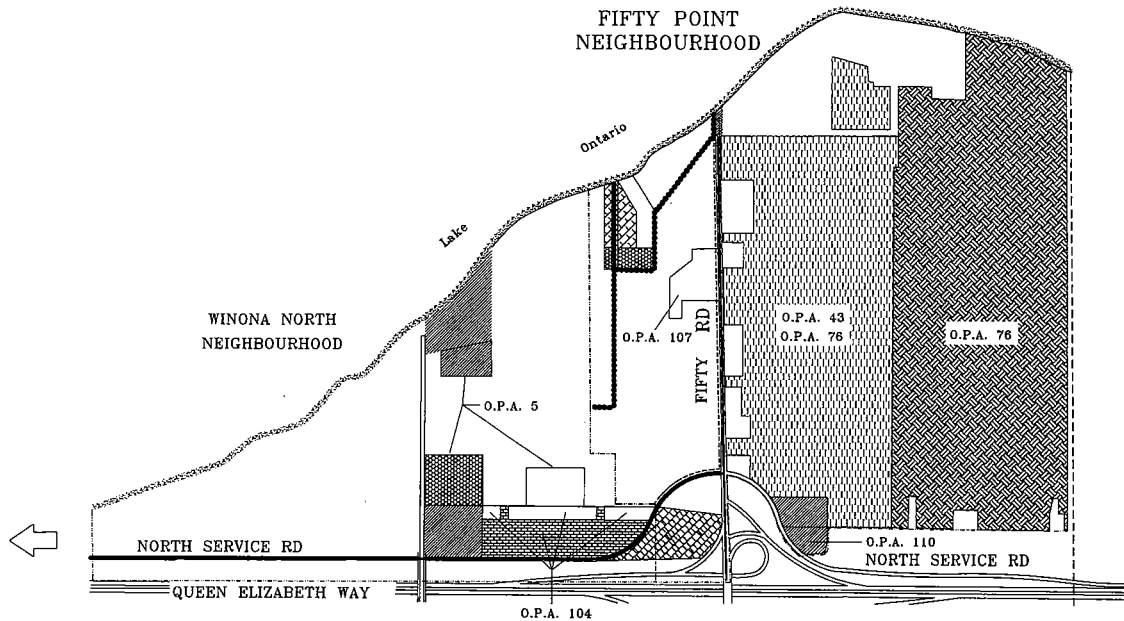 FIFTY POINT
NEIGHBOURHOOD
Ontario
Lake
WINONA NORTH
NEIGHBOURHOOD
O.P.A. 107
FIFTY RD
O.P.A. 43
O.P.A. 76
O.P.A. 76
O.P.A. 5
O.P.A. 110
NORTH SERVICE RD
NORTH SERVICE RD
QUEEN ELIZABETH WAY
O.P.A. 104